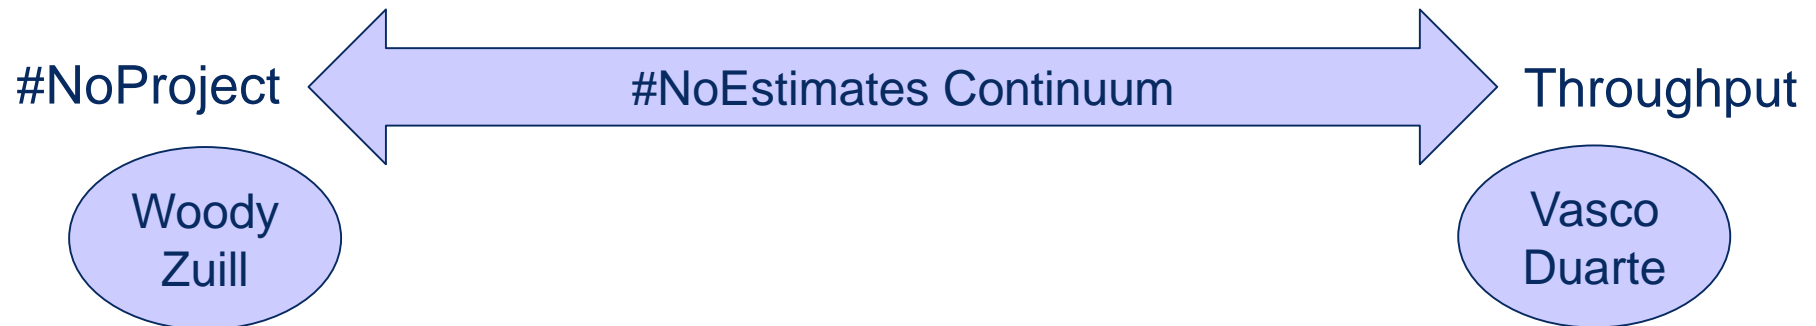 #NoProject
#NoEstimates Continuum
Throughput
Woody
Zuill
Vasco
Duarte